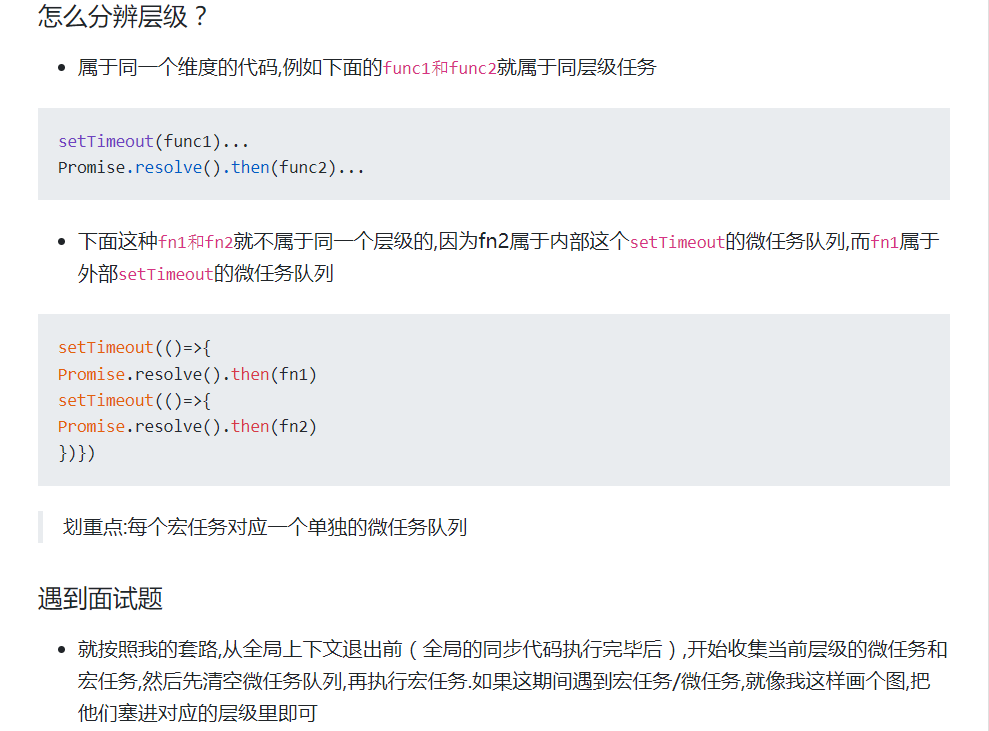 怎么分辨层级？
属于同一个维度的代码,例如下面的func1和func2就属于同层级任务
setTimeout(func1)...
Promise.resolve().then(func2)...
下面这种fn1和fn2就不属于同一个层级的,因为fn2属于内部这个setTimeout的微任务队列,而fn1属于
外部setTimeout的微任务队列
setTimeout(()=>{
Promise.resolve().then(fn1)
setTimeout(()=>{
Promise.resolve().then(fn2)
})})
划重点:每个宏任务对应一个单独的微任务队列
遇到面试题
就按照我的套路,从全局上下文退出前（全局的同步代码执行完毕后）,开始收集当前层级的微任务和
宏任务,然后先清空微任务队列,再执行宏任务.如果这期间遇到宏任务/微任务,就像我这样画个图,把
他们塞进对应的层级里即可